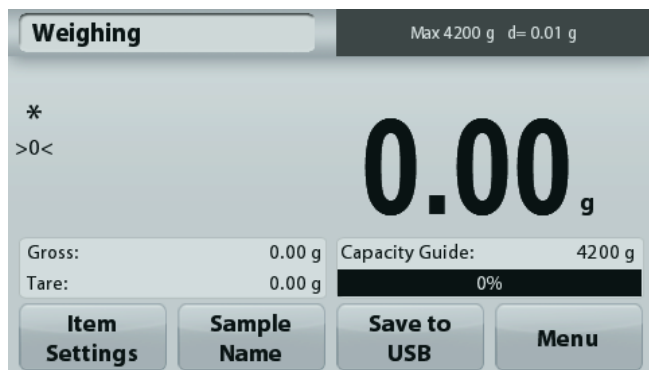 Weighing
Max 4200 g d= 0.01 g
*
>0<
0.00 g
Gross: 0.00 g
Tare: 0.00 g
Capacity Guide: 4200 g
0%
Item Settings
Sample Name
Save to USB
Menu